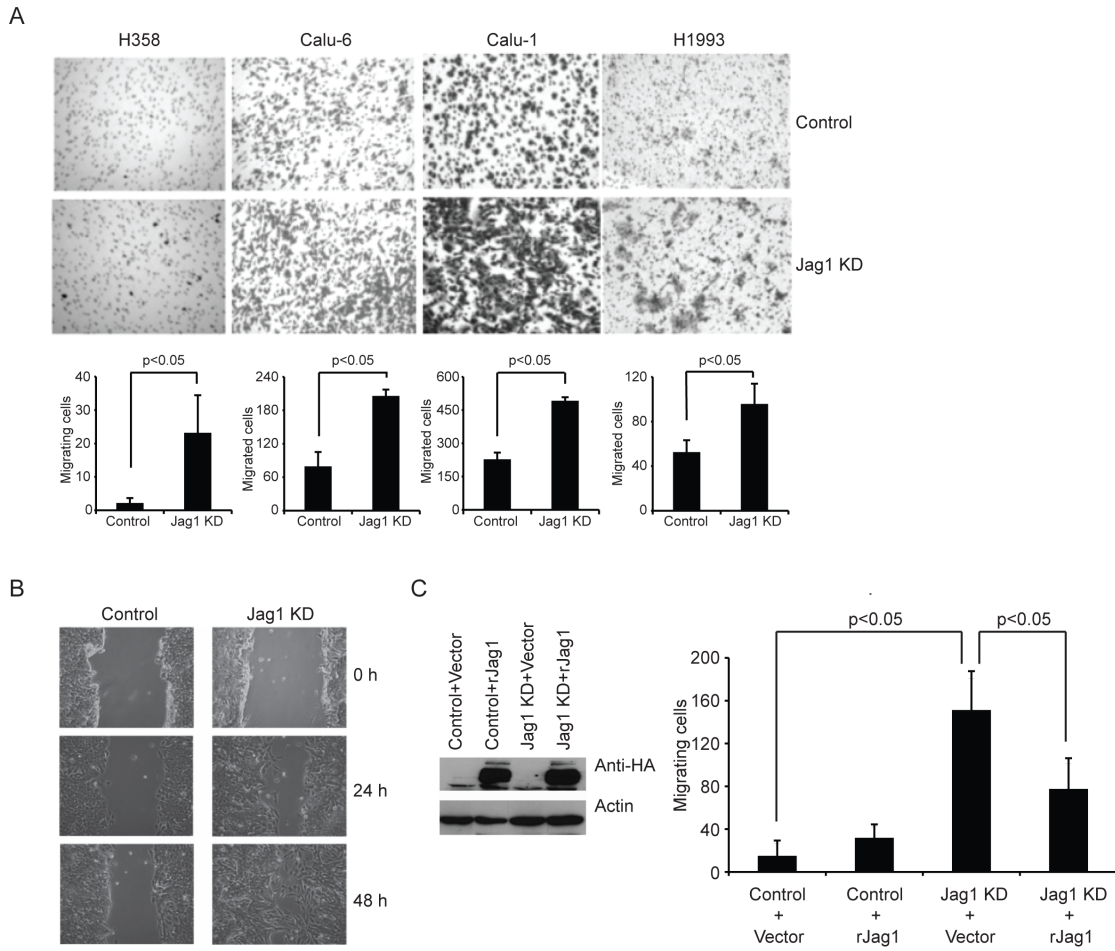 A
H358 Calu-6 Calu-1 H1993
Control
Jag1 KD
p<0.05 p<0.05 p<0.05 p<0.05
Migrating cells
40
30
20
10
0
Control Jag1 KD
Migrated cells
240
180
120
60
0
Control Jag1 KD
Migrated cells
600
450
300
150
0
Control Jag1 KD
Migrated cells
120
80
40
0
Control Jag1 KD
B
Control Jag1 KD
0 h
24 h
48 h
C
Control+Vector
Control+rJag1
Jag1 KD+Vector
Jag1 KD+rJag1
Anti-HA
Actin
p<0.05 p<0.05
Migrating cells
200
160
120
80
40
0
Control Control Jag1 KD Jag1 KD
+ + + +
Vector rJag1 Vector rJag1